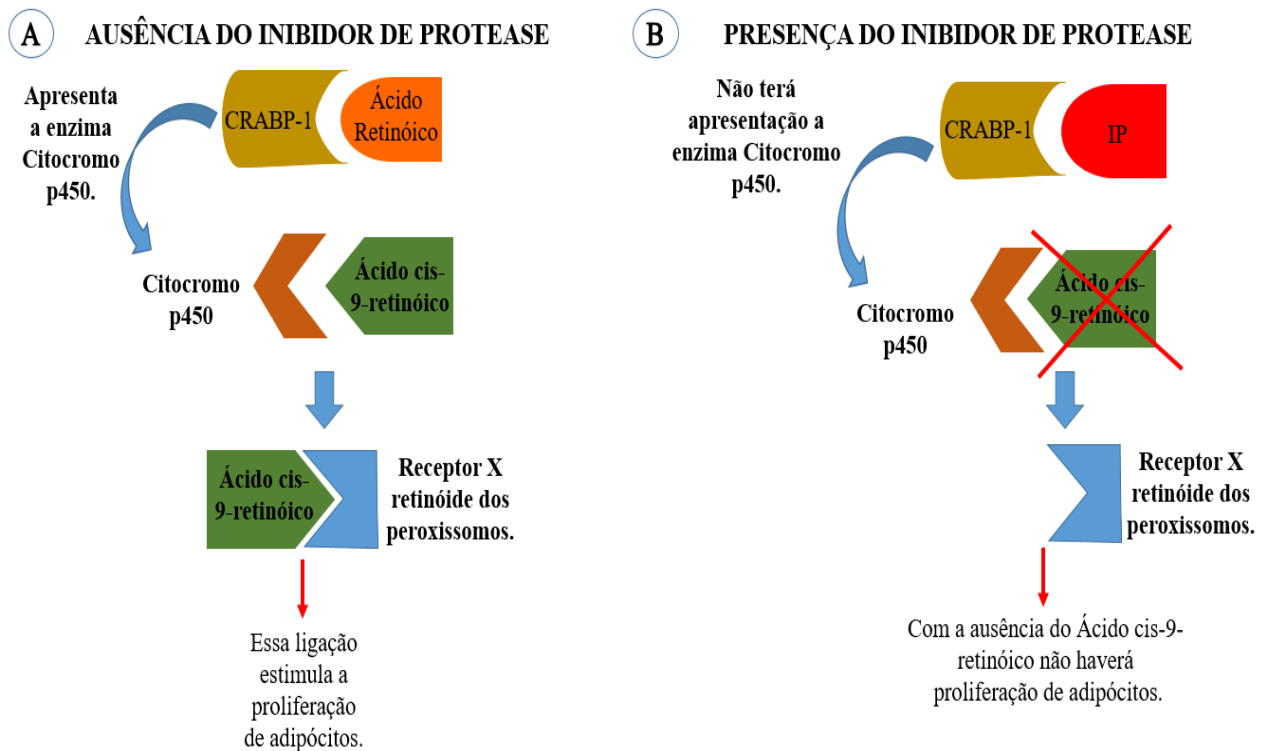 A
AUSÊNCIA DO INIBIDOR DE PROTEASE
Apresenta
a enzima
Citocromo
p450.
CRABP-1
Ácido
Retinóico
Citocromo
p450
Ácido cis-
9-retinóico
Ácido cis-
9-retinóico
Receptor X
retinóide dos
peroxissomos.
Essa ligação
estimula a
proliferação
de adipócitos.
B
PRESENÇA DO INIBIDOR DE PROTEASE
Não terá
apresentação a
enzima Citocromo
p450.
CRABP-1
IP
Citocromo
p450
Ácido cis-
9-retinóico
Receptor X
retinóide dos
peroxissomos.
Com a ausência do Ácido cis-9-
retinóico não haverá
proliferação de adipócitos.